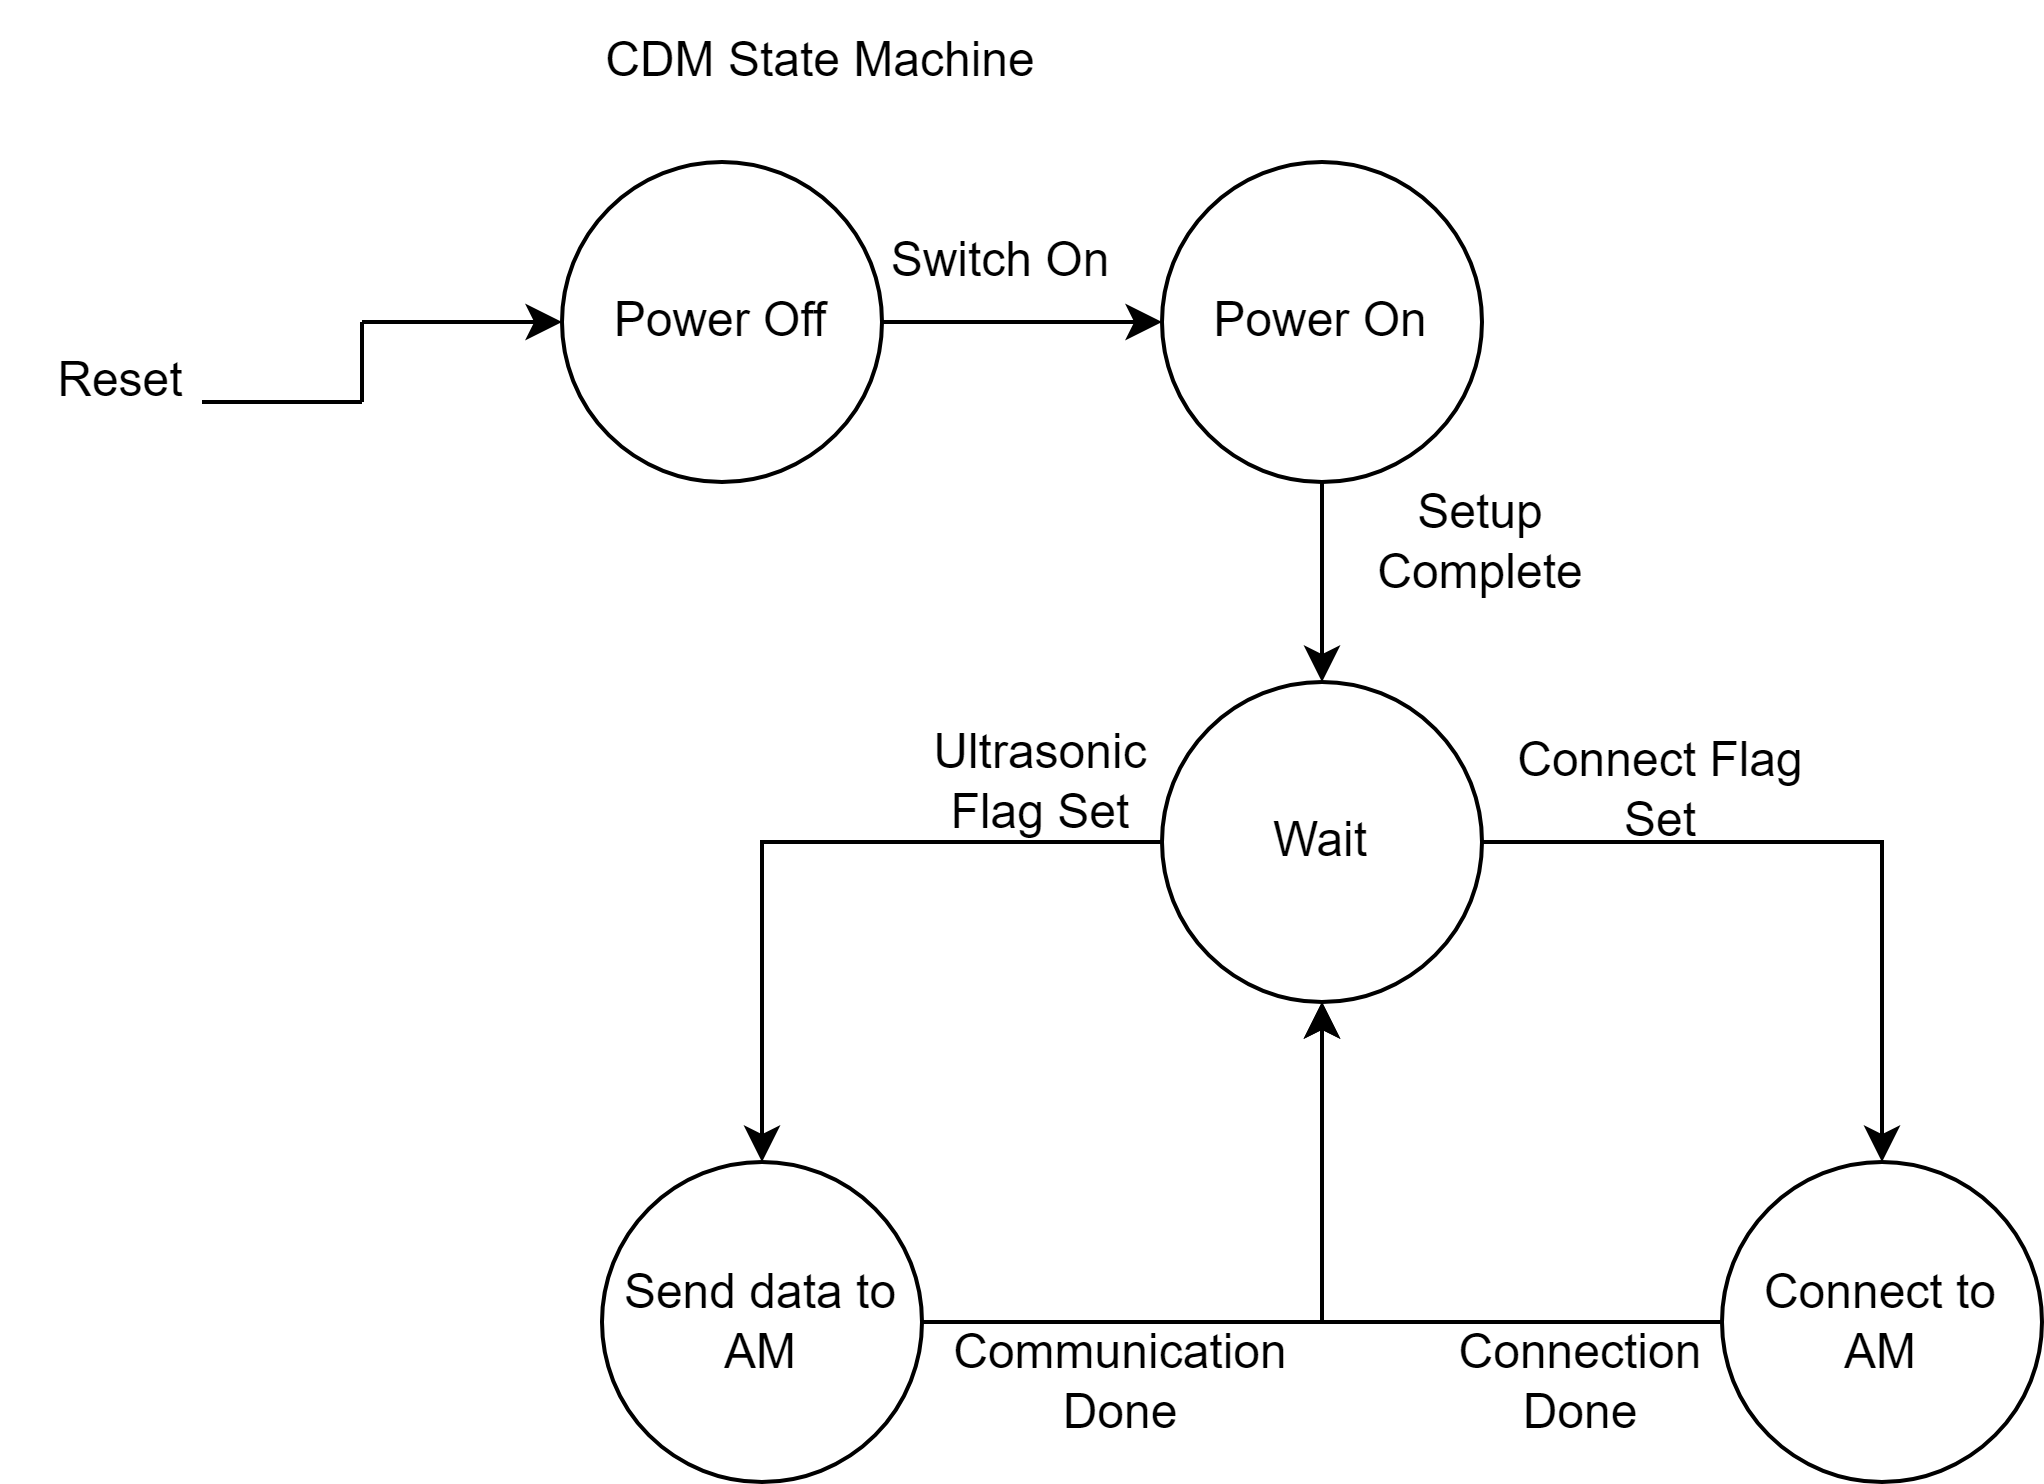 CDM State Machine
Switch On
Power Off
Power On
Reset
Setup
Complete
Ultrasonic
Flag Set
Connect Flag
Set
Wait
Send data to
AM
Connect to
AM
Communication
Done
Connection
Done